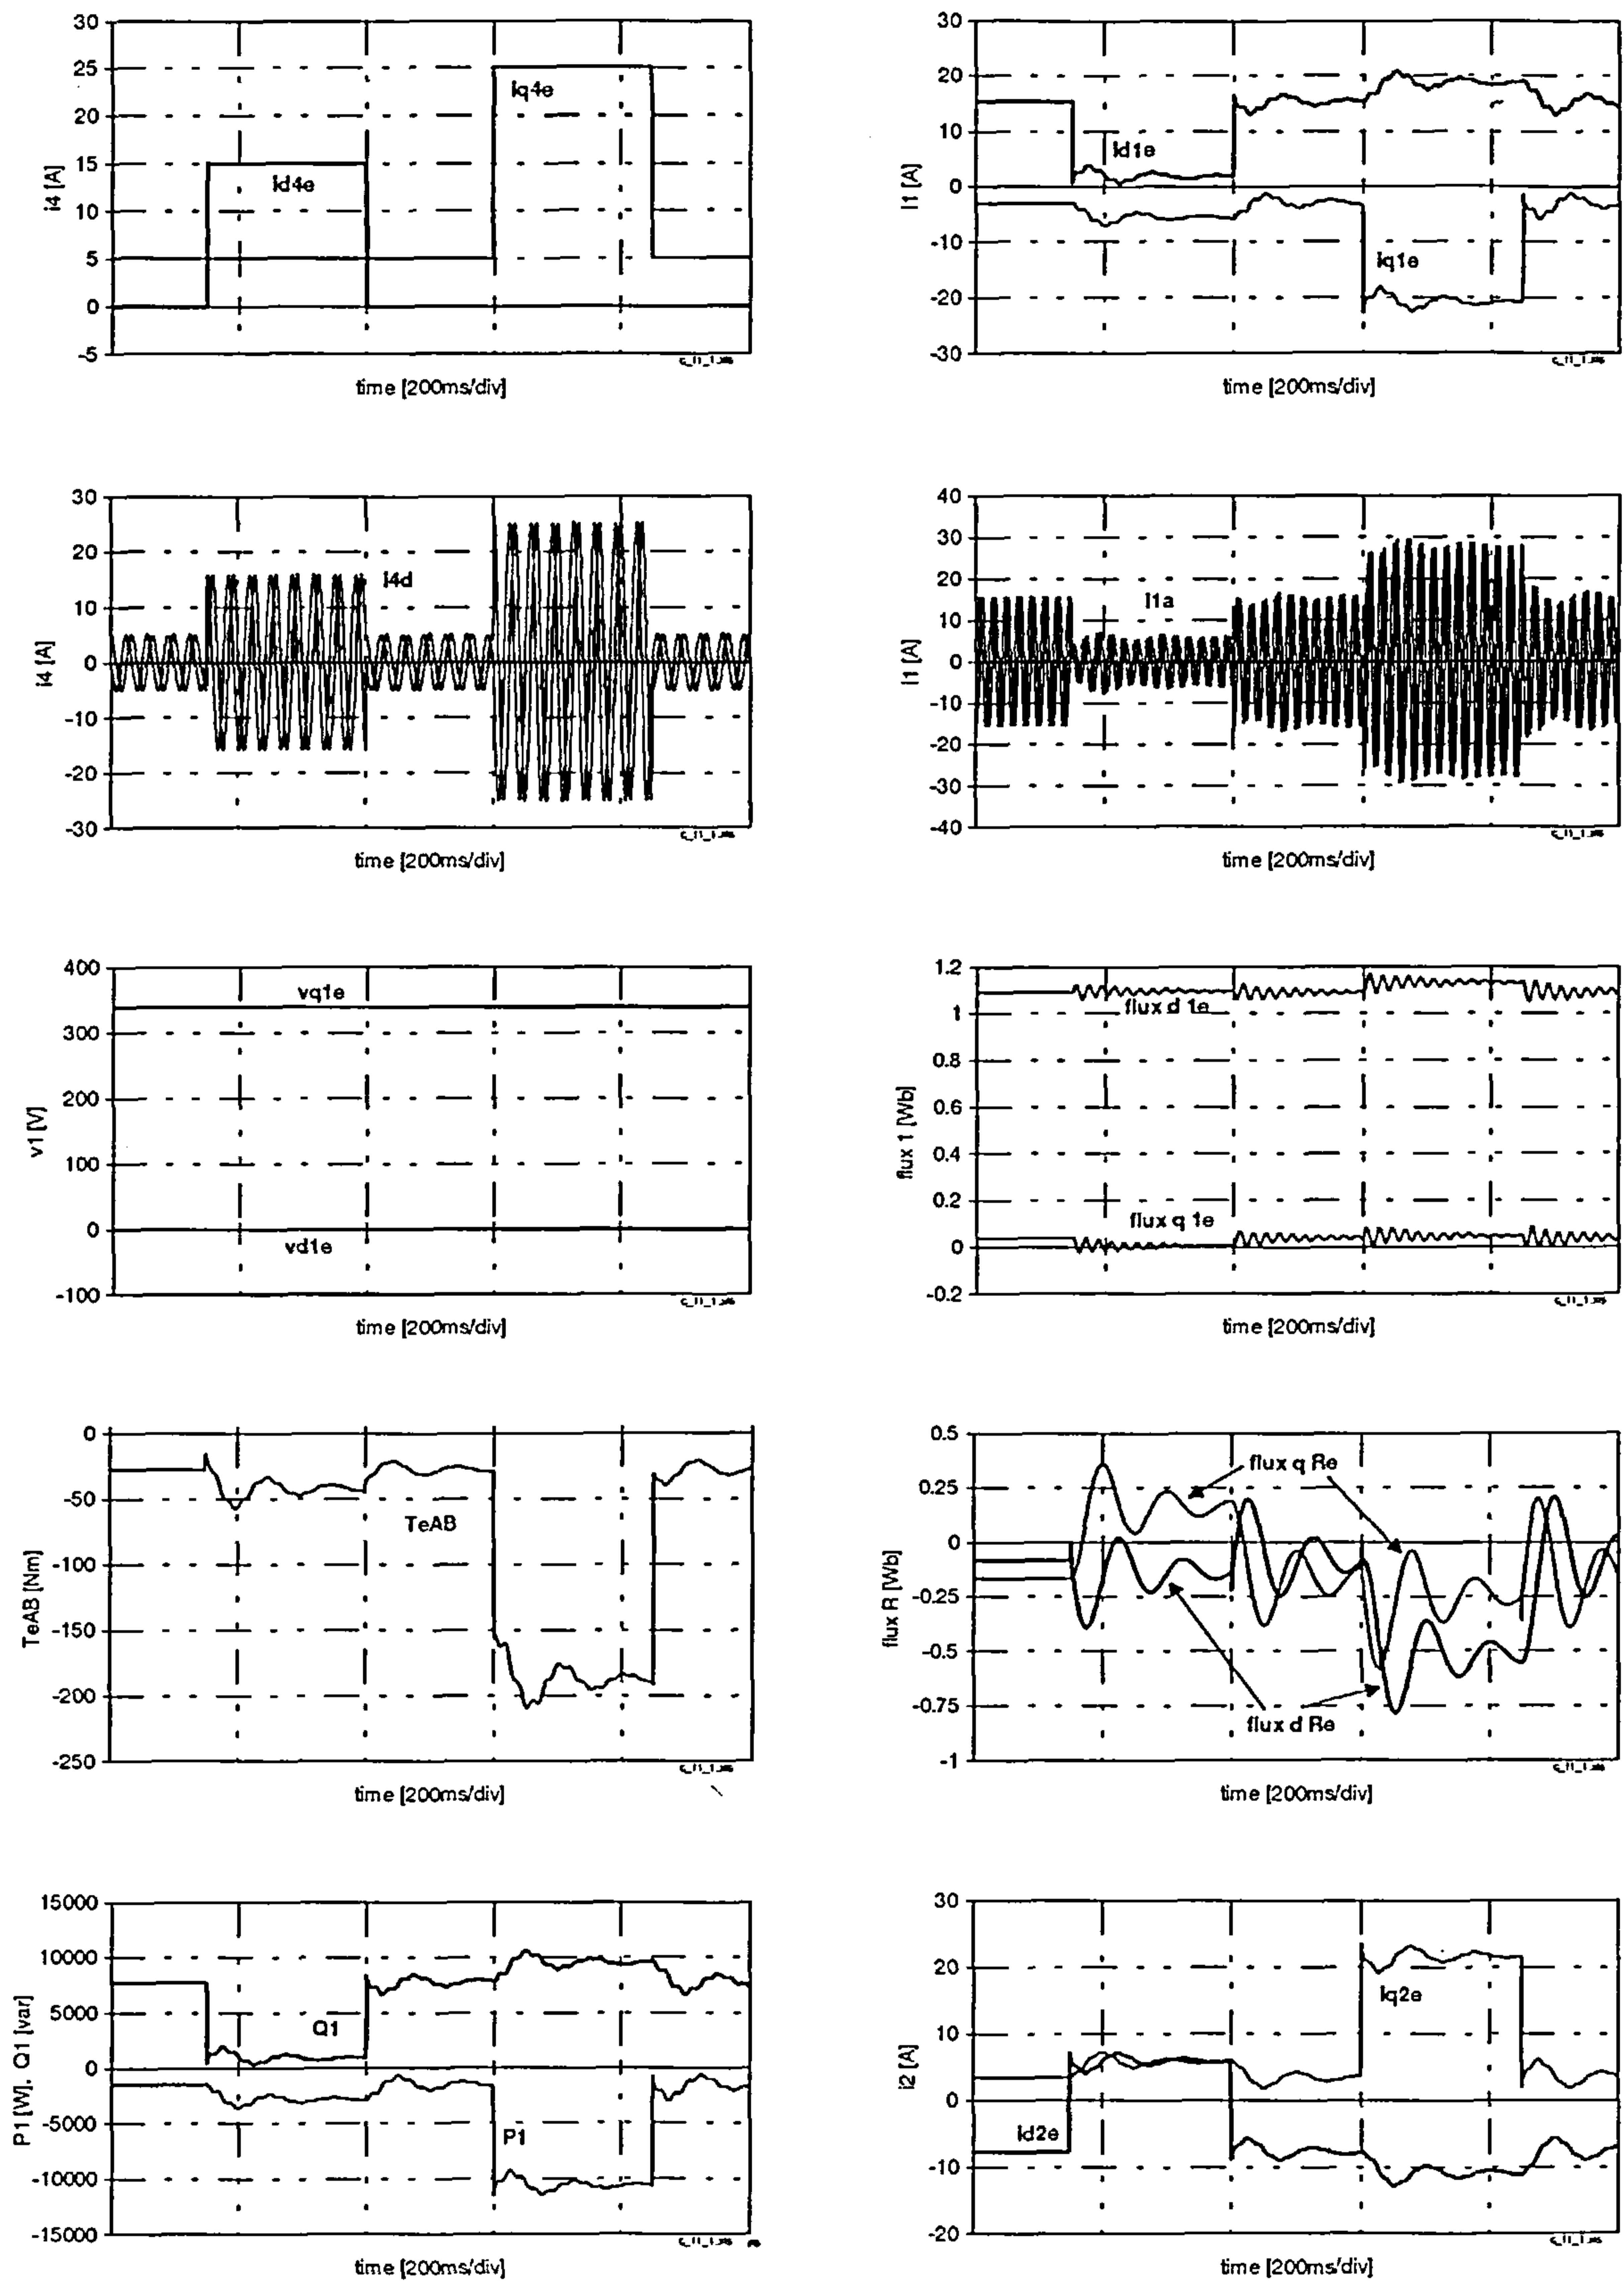 30
25
20
15
10
5
0
-5
i4 [A]
iq4e
id4e
time [200ms/div]
30
20
10
0
-10
-20
-30
i1 [A]
id1e
iq1e
time [200ms/div]
30
20
10
0
-10
-20
-30
i4 [A]
i4d
time [200ms/div]
40
30
20
10
0
-10
-20
-30
-40
i1 [A]
i1a
time [200ms/div]
400
300
200
100
0
-100
v1 [V]
vq1e
vd1e
time [200ms/div]
1.2
1
0.8
0.6
0.4
0.2
0
-0.2
flux 1 [Wb]
flux d 1e
flux q 1e
time [200ms/div]
0
-50
-100
-150
-200
-250
TeAB [Nm]
TeAB
time [200ms/div]
0.5
0.25
0
-0.25
-0.5
-0.75
-1
flux R [Wb]
flux q Re
flux d Re
time [200ms/div]
15000
10000
5000
0
-5000
-10000
-15000
P1 [W], Q1 [var]
Q1
P1
time [200ms/div]
30
20
10
0
-10
-20
i2 [A]
iq2e
id2e
time [200ms/div]